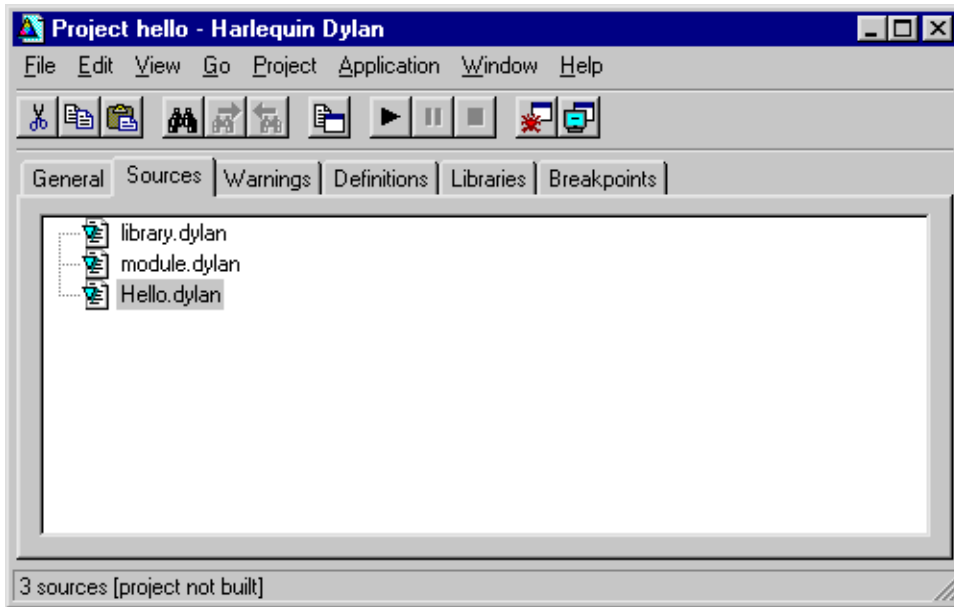 Project hello - Harlequin Dylan
File Edit View Go Project Application Window Help
General Sources Warnings Definitions Libraries Breakpoints
library.dylan
module.dylan
Hello.dylan
3 sources [project not built]